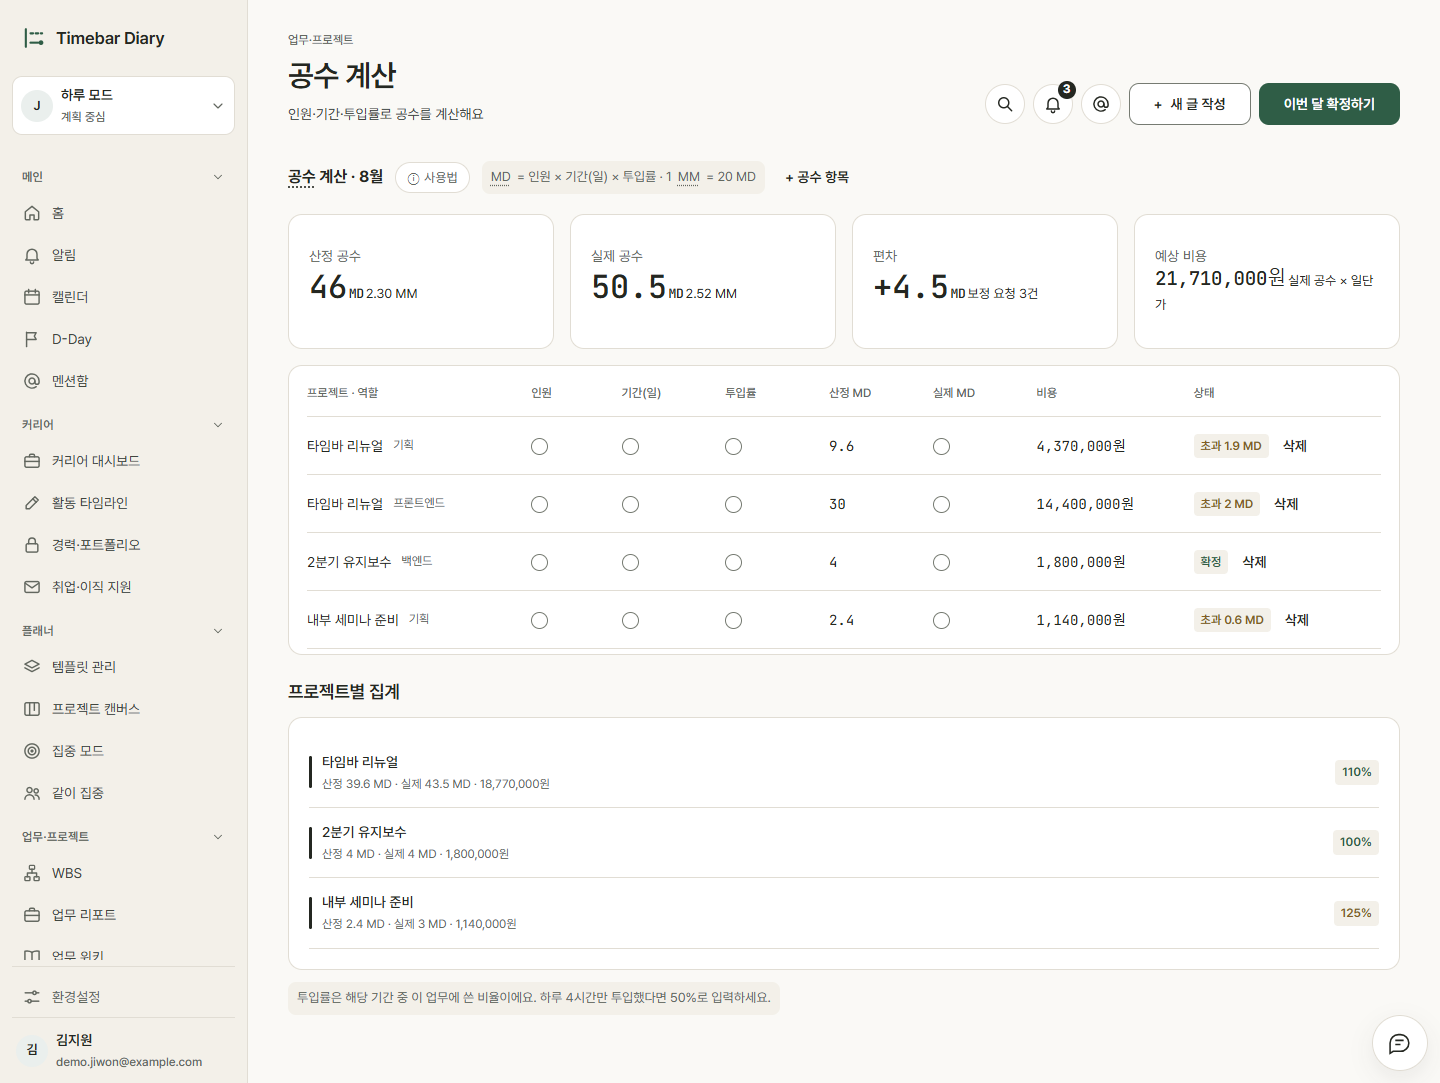 Timebar Diary
J
하루 모드
계획 중심
메인
홈
알림
캘린더
D-Day
멘션함
커리어
커리어 대시보드
활동 타임라인
경력·포트폴리오
취업·이직 지원
플래너
템플릿 관리
프로젝트 캔버스
집중 모드
같이 집중
업무·프로젝트
WBS
업무 리포트
업무 위키
환경설정
김
김지원
demo.jiwon@example.com
업무·프로젝트
공수 계산
인원·기간·투입률로 공수를 계산해요
3
+ 새 글 작성
이번 달 확정하기
공수 계산 · 8월
사용법
MD = 인원 × 기간(일) × 투입률 · 1 MM = 20 MD
+ 공수 항목
산정 공수
46 MD 2.30 MM
실제 공수
50.5 MD 2.52 MM
편차
+4.5 MD 보정 요청 3건
예상 비용
21,710,000원 실제 공수 × 일단
가
프로젝트 · 역할 인원 기간(일) 투입률 산정 MD 실제 MD 비용 상태
타임바 리뉴얼 기획 9.6 4,370,000원 초과 1.9 MD 삭제
타임바 리뉴얼 프론트엔드 30 14,400,000원 초과 2 MD 삭제
2분기 유지보수 백엔드 4 1,800,000원 확정 삭제
내부 세미나 준비 기획 2.4 1,140,000원 초과 0.6 MD 삭제
프로젝트별 집계
타임바 리뉴얼
산정 39.6 MD · 실제 43.5 MD · 18,770,000원
110%
2분기 유지보수
산정 4 MD · 실제 4 MD · 1,800,000원
100%
내부 세미나 준비
산정 2.4 MD · 실제 3 MD · 1,140,000원
125%
투입률은 해당 기간 중 이 업무에 쓴 비율이에요. 하루 4시간만 투입했다면 50%로 입력하세요.